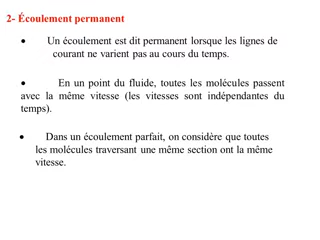 2- Écoulement permanent
• Un écoulement est dit permanent lorsque les lignes de
courant ne varient pas au cours du temps.
• En un point du fluide, toutes les molécules passent
avec la même vitesse (les vitesses sont indépendantes du
temps).
• Dans un écoulement parfait, on considère que toutes
les molécules traversant une même section ont la même
vitesse.